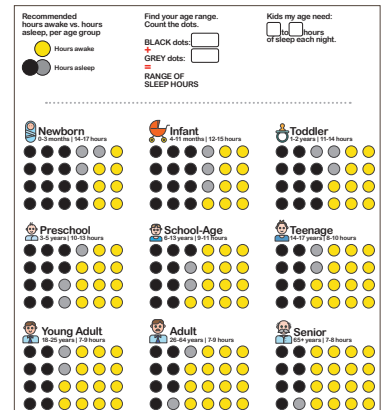 Recommended
hours awake vs. hours
asleep, per age group
Hours awake
Hours asleep
Find your age range.
Count the dots.
BLACK dots:
+
GREY dots:
=
RANGE OF
SLEEP HOURS
Kids my age need:
to hours
of sleep each night.
Newborn
0-3 months | 14-17 hours
Infant
4-11 months | 12-15 hours
Toddler
1-2 years | 11-14 hours
Preschool
3-5 years | 10-13 hours
School-Age
6-13 years | 9-11 hours
Teenage
14-17 years | 8-10 hours
Young Adult
18-25 years | 7-9 hours
Adult
26-64 years | 7-9 hours
Senior
65+ years | 7-8 hours